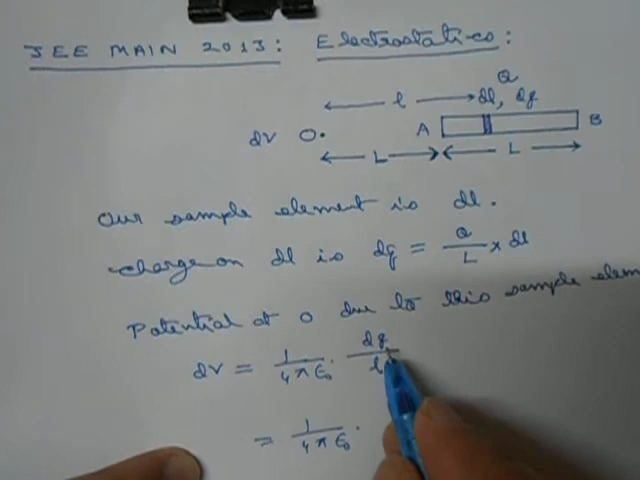 JEE MAIN 2013: Electrostatics:
Q
l dl, dq
dV O. A B
L L
Our sample element is dl.
charge on dl is dq = Q/L × dl
Potential at O due to this sample elem
dV = 1/4πε₀ . dq/l
= 1/4πε₀ .